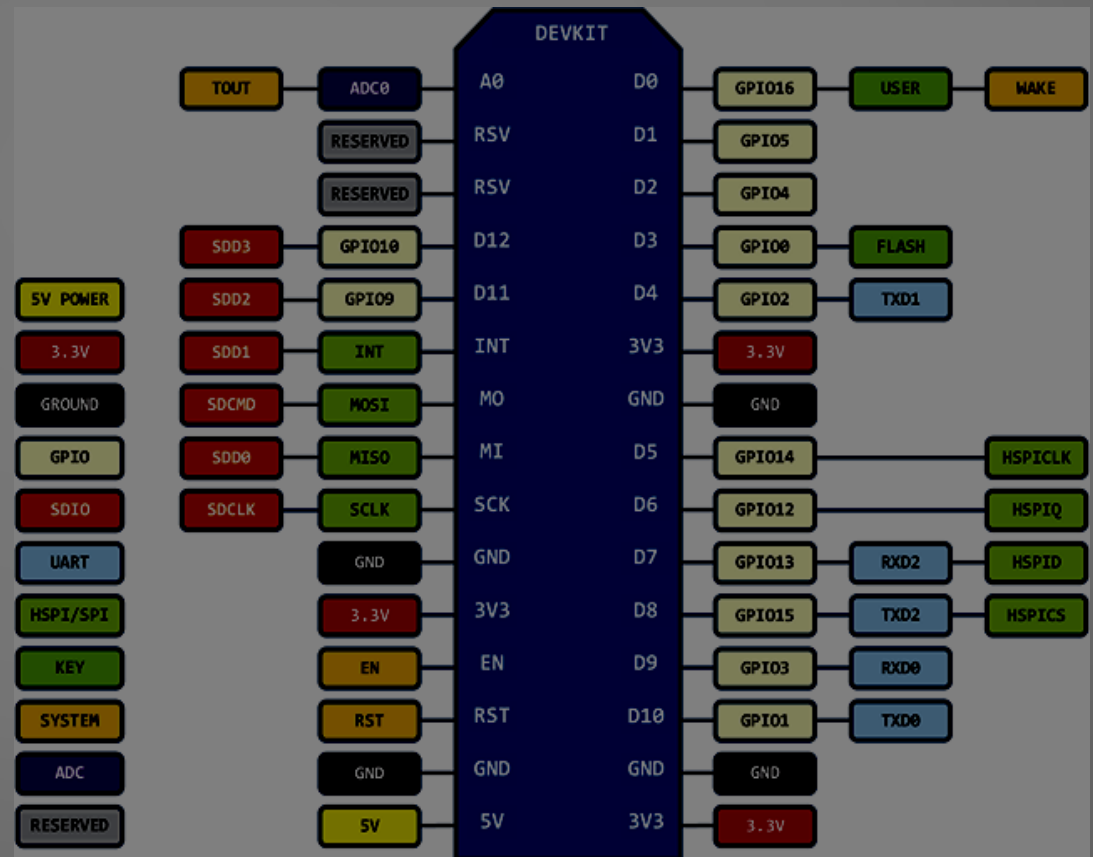 DEVKIT
TOUT ADC0 A0 D0 GPIO16 USER WAKE
RESERVED RSV D1 GPIO5
RESERVED RSV D2 GPIO4
SDD3 GPIO10 D12 D3 GPIO0 FLASH
5V POWER SDD2 GPIO9 D11 D4 GPIO2 TXD1
3.3V SDD1 INT INT 3V3 3.3V
GROUND SDCMD MOSI MO GND GND
GPIO SDD0 MISO MI D5 GPIO14 HSPICLK
SDIO SDCLK SCLK SCK D6 GPIO12 HSPIQ
UART GND GND D7 GPIO13 RXD2 HSPID
HSPI/SPI 3.3V 3V3 D8 GPIO15 TXD2 HSPICS
KEY EN EN D9 GPIO3 RXD0
SYSTEM RST RST D10 GPIO1 TXD0
ADC GND GND GND GND
RESERVED 5V 5V 3V3 3.3V